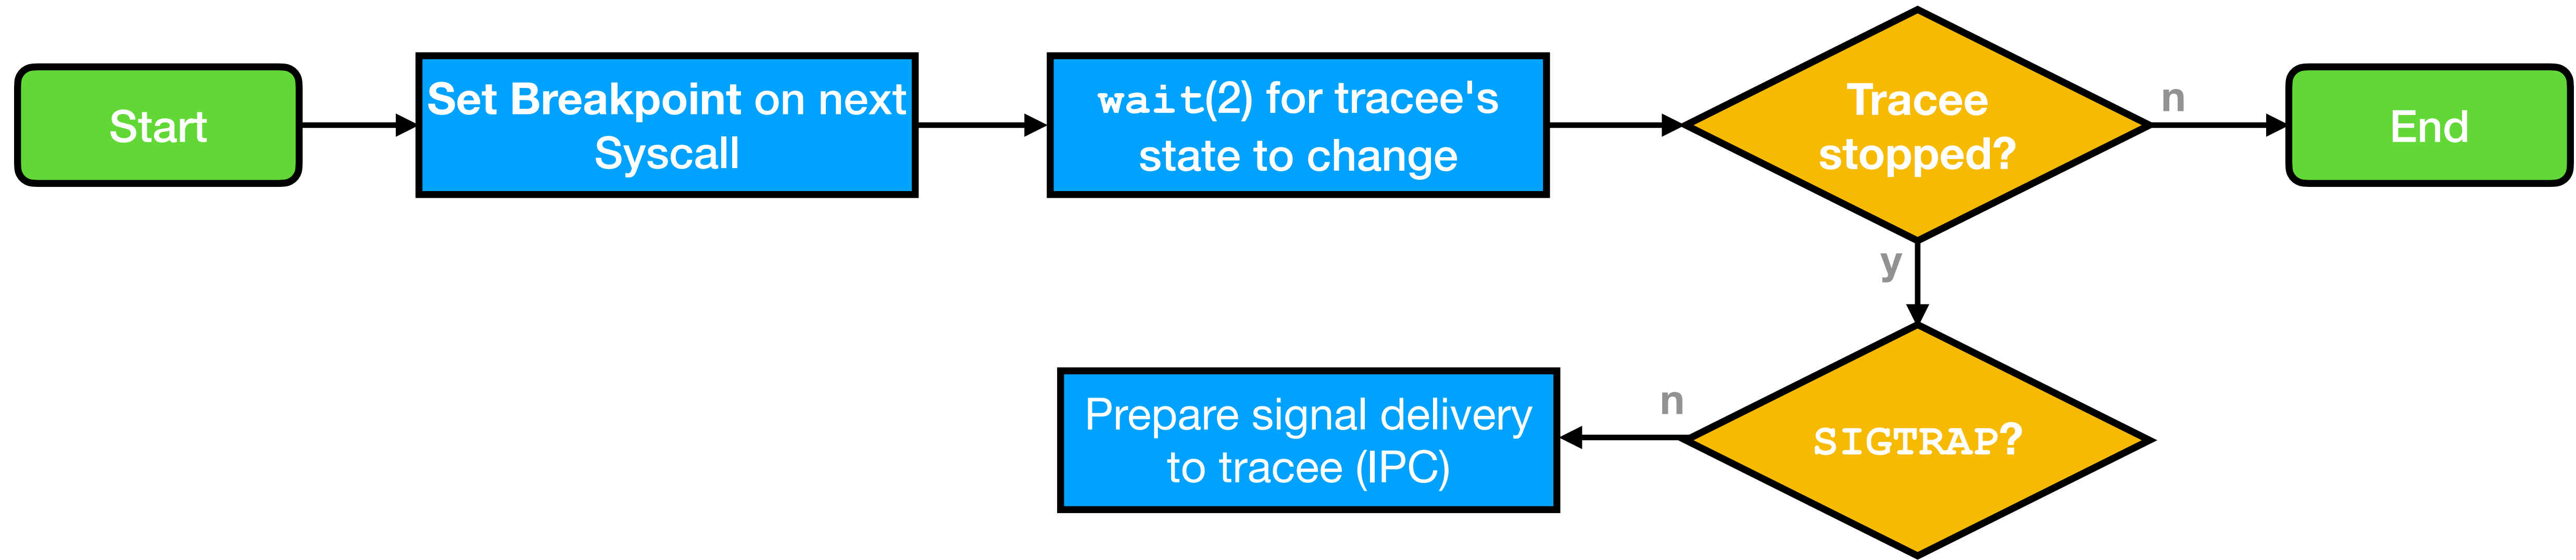 Start
Set Breakpoint on next
Syscall
wait(2) for tracee's
state to change
Tracee
stopped?
n
End
y
Prepare signal delivery
to tracee (IPC)
n
SIGTRAP?